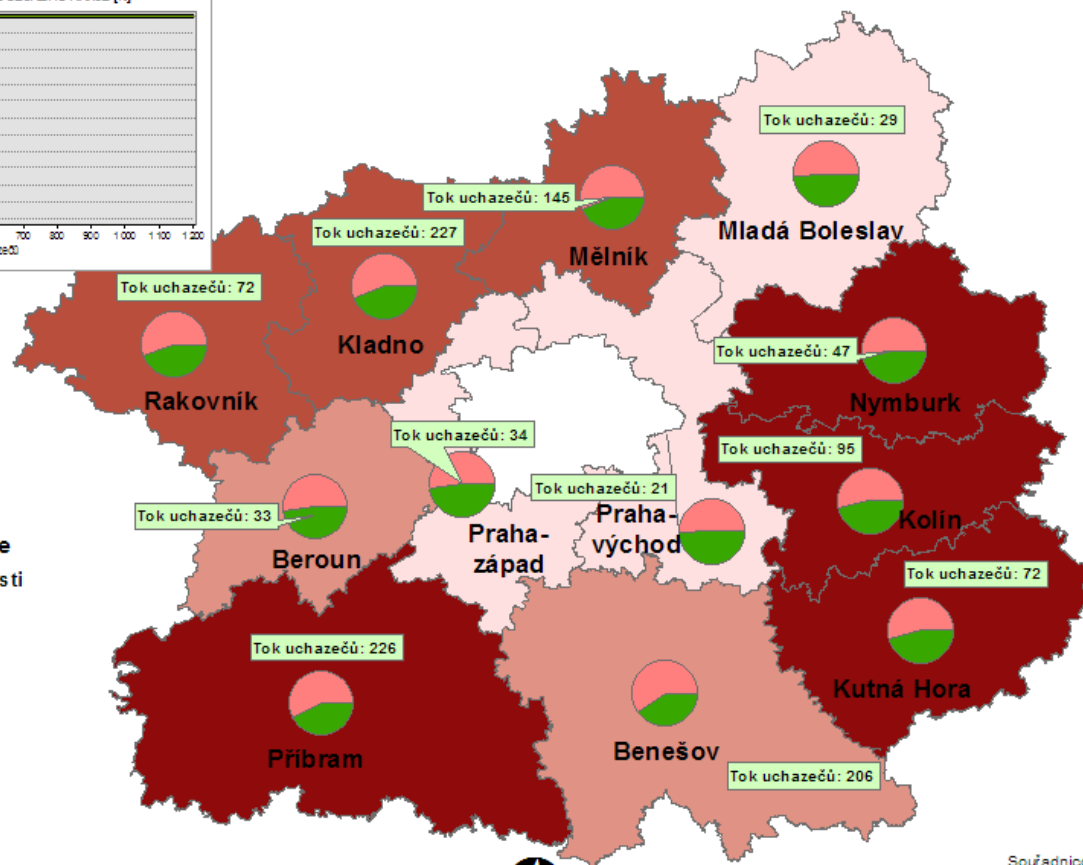 700 800 900 1 000 1 100 1 200
Tok uchazečů: 29
Mladá Boleslav
Tok uchazečů: 145
Mělník
Tok uchazečů: 227
Kladno
Tok uchazečů: 72
Rakovník
Tok uchazečů: 47
Nymburk
Tok uchazečů: 34
Praha-
západ
Tok uchazečů: 95
Kolín
Tok uchazečů: 21
Praha-
východ
Tok uchazečů: 33
Beroun
Tok uchazečů: 72
Kutná Hora
Tok uchazečů: 226
Příbram
Benešov
Tok uchazečů: 206
e
sti
Souřadnico